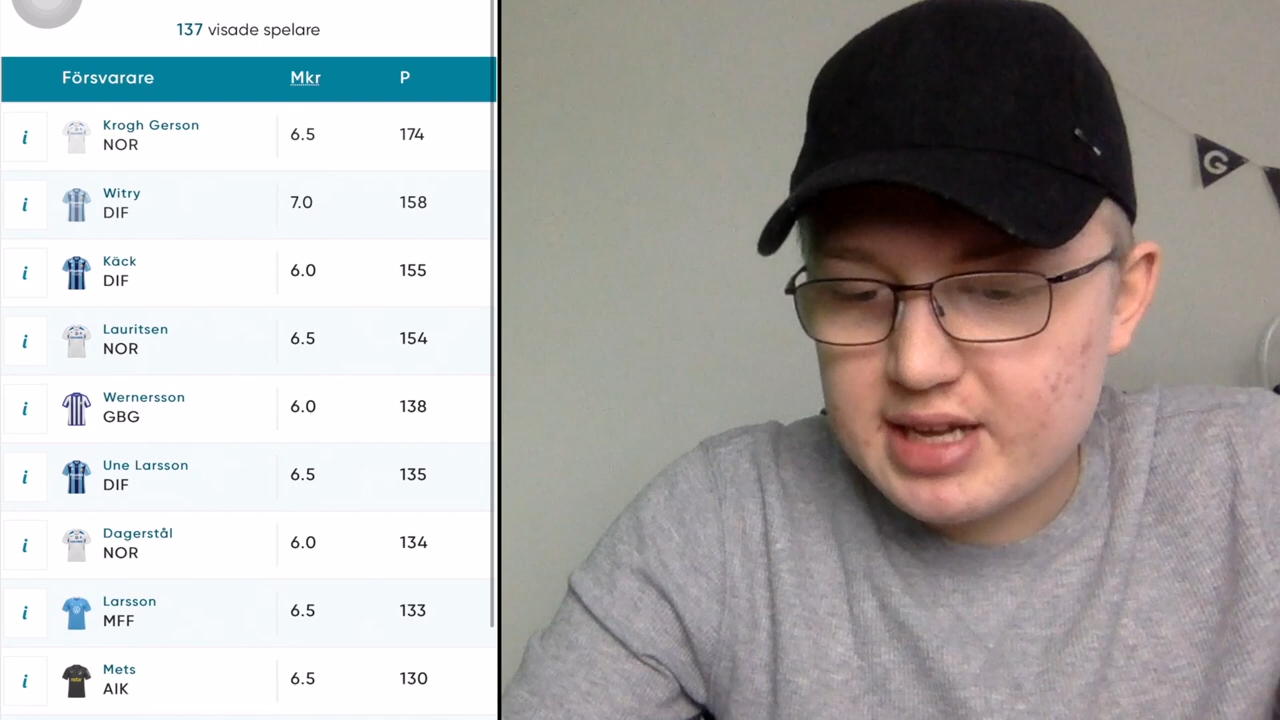 137 visade spelare
Försvarare Mkr P
i Krogh Gerson 6.5 174
NOR
i Witry 7.0 158
DIF
i Käck 6.0 155
DIF
i Lauritsen 6.5 154
NOR
i Wernersson 6.0 138
GBG
i Une Larsson 6.5 135
DIF
i Dagerstål 6.0 134
NOR
i Larsson 6.5 133
MFF
i Mets 6.5 130
AIK
G